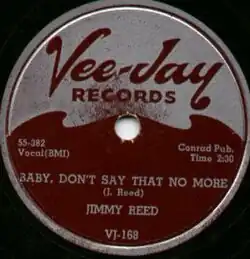 Vee-Jay
RECORDS
55-382
Vocal(BMI)
Conrad Pub.
Time 2:30
BABY, DON'T SAY THAT NO MORE
(J. Reed)
JIMMY REED
VJ-168